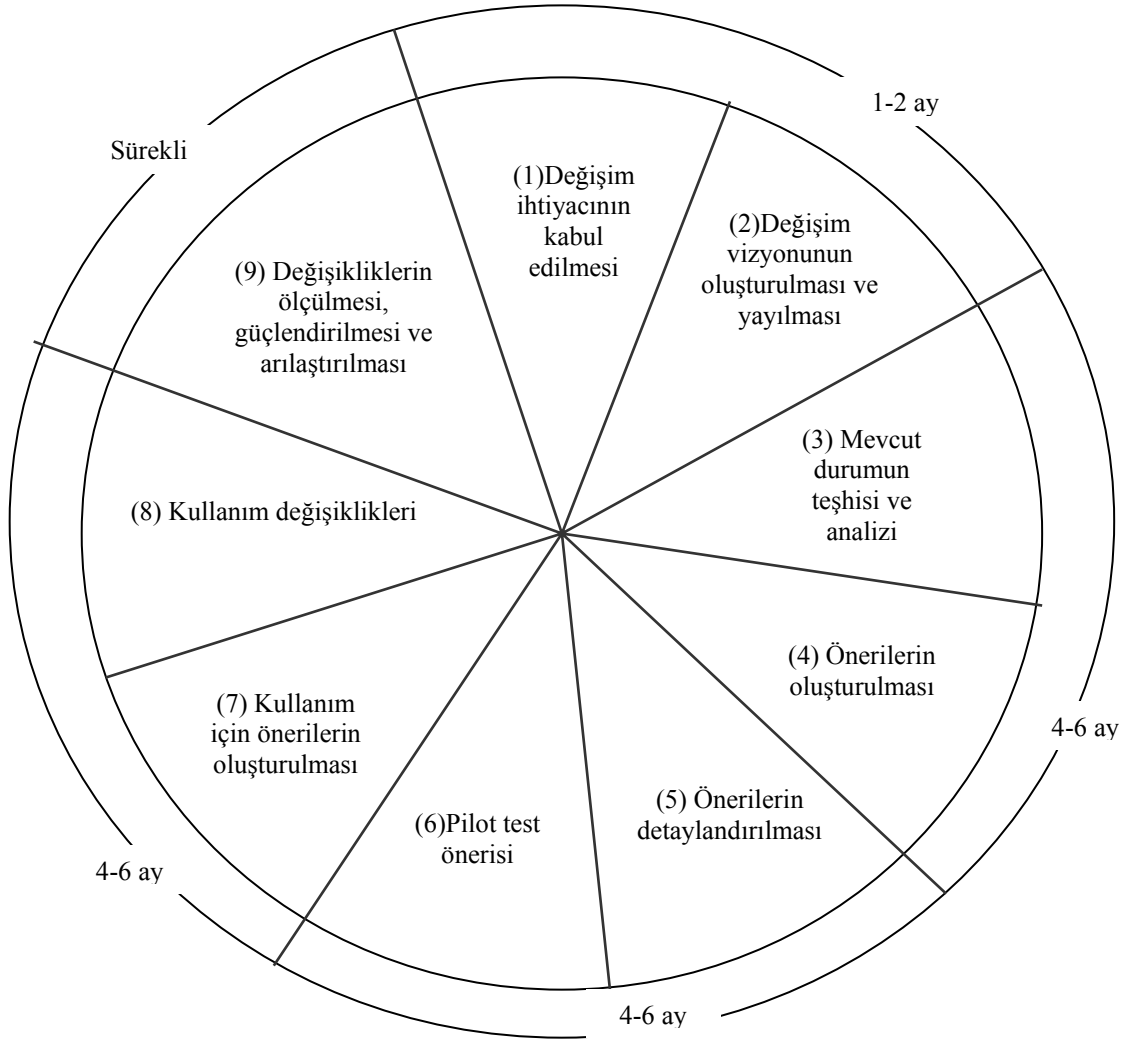 1-2 ay
Sürekli
(1)Değişim
ihtiyacının
kabul
edilmesi
(2)Değişim
vizyonunun
oluşturulması ve
yayılması
(3) Mevcut
durumun
teşhisi ve
analizi
(4) Önerilerin
oluşturulması
4-6 ay
(5) Önerilerin
detaylandırılması
4-6 ay
(6)Pilot test
önerisi
(7) Kullanım
için önerilerin
oluşturulması
4-6 ay
(8) Kullanım değişiklikleri
(9) Değişikliklerin
ölçülmesi,
güçlendirilmesi ve
arılaştırılması